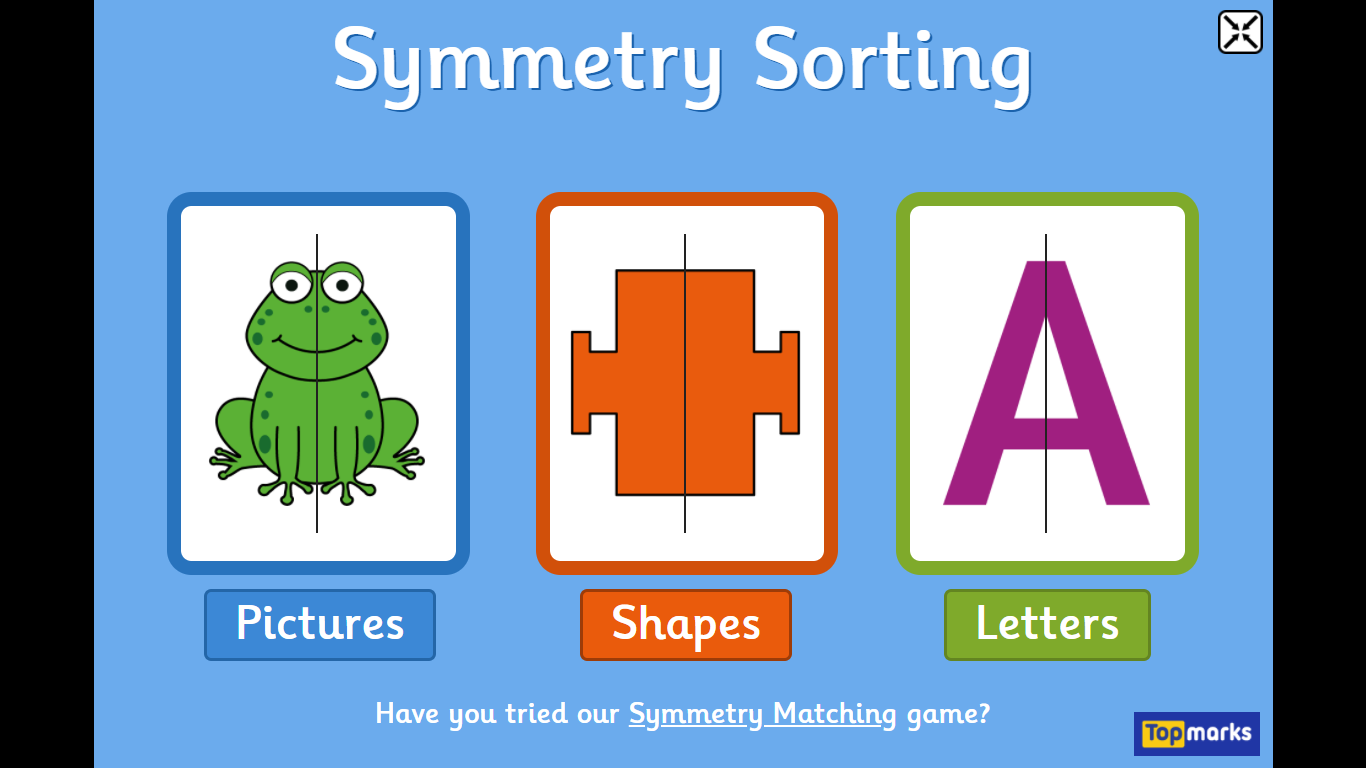 Symmetry Sorting
A
Pictures
Shapes
Letters
Have you tried our Symmetry Matching game?
Topmarks